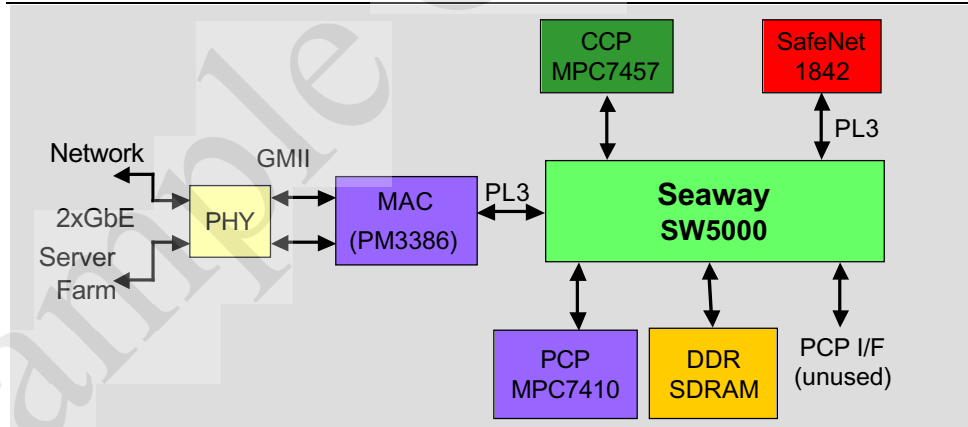 CCP
MPC7457
SafeNet
1842
PL3
Network
GMII
2xGbE
PHY
MAC
(PM3386)
PL3
Seaway
SW5000
Server
Farm
PCP
MPC7410
DDR
SDRAM
PCP I/F
(unused)